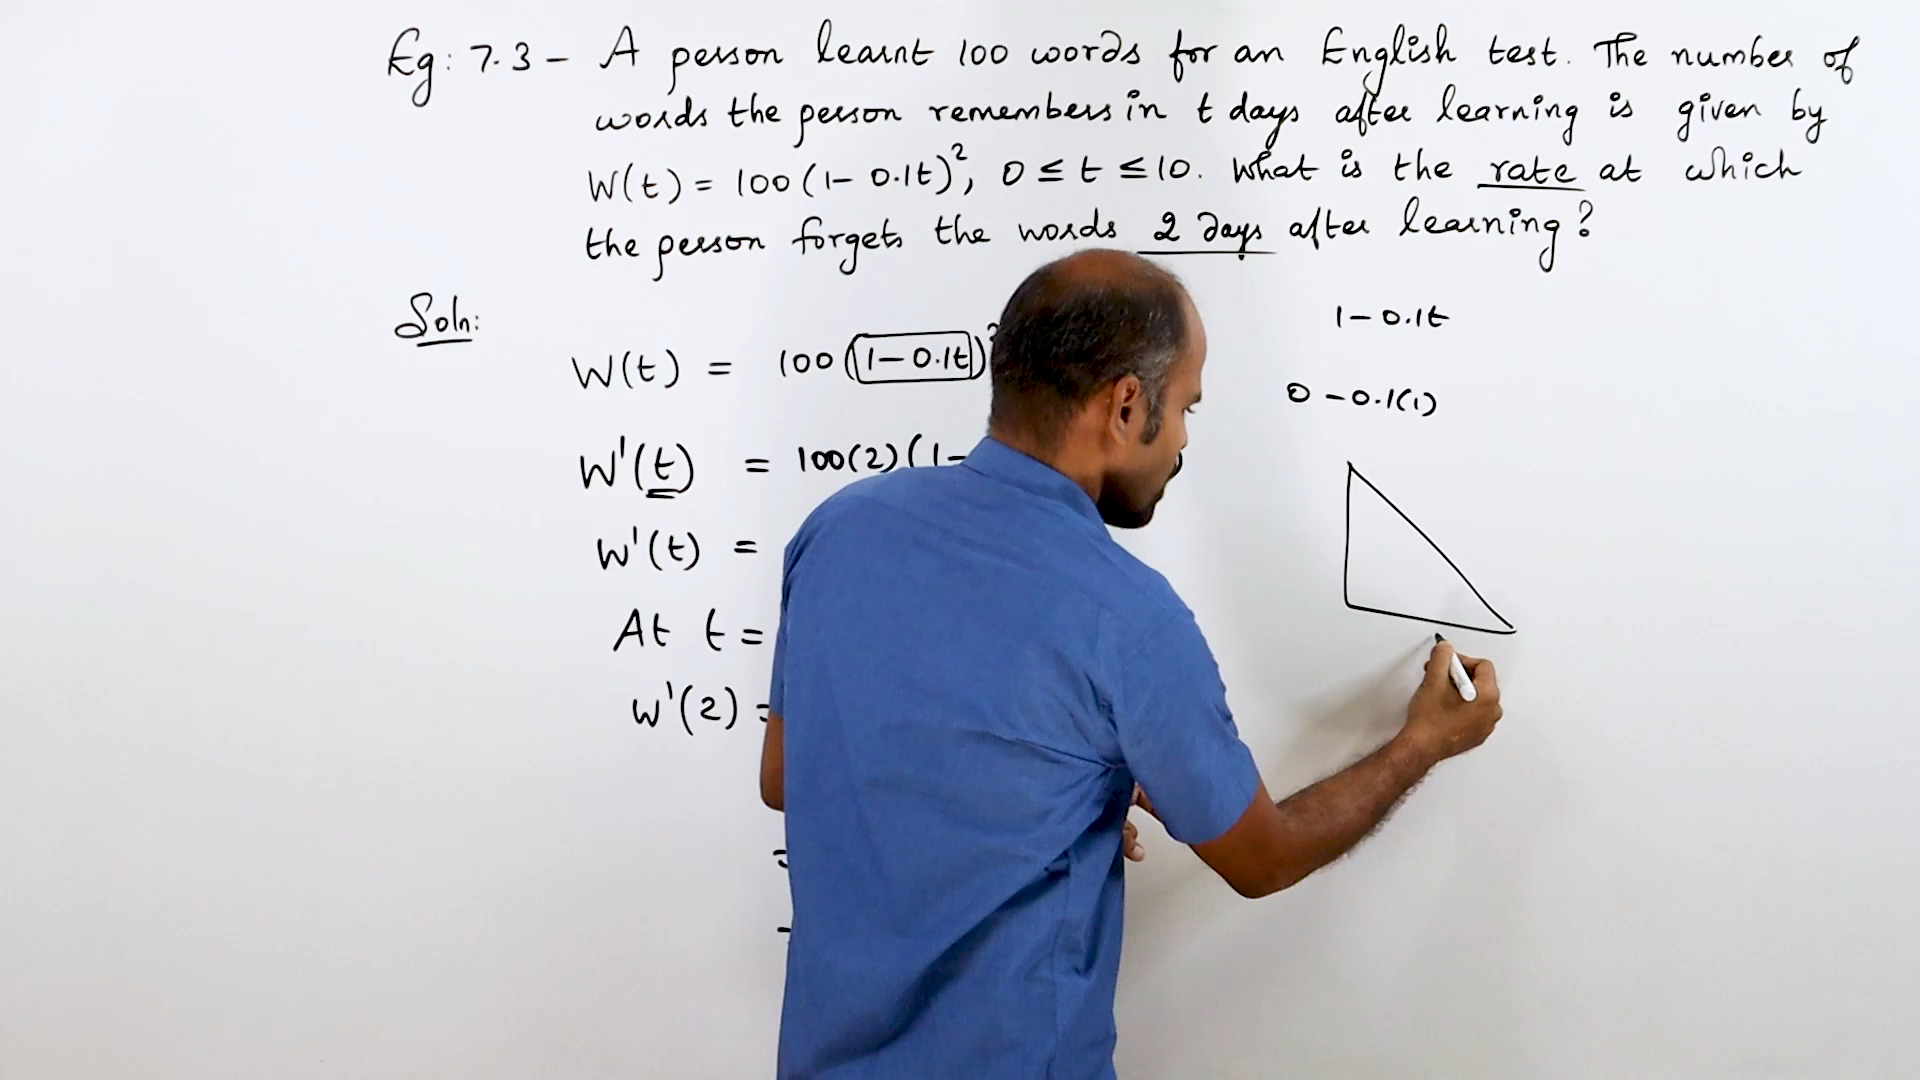 Eg: 7.3 - A person learnt 100 words for an English test. The number of
words the person remembers in t days after learning is given by
W(t) = 100 (1 - 0.1t)², 0 ≤ t ≤ 10. What is the rate at which
the person forgets the words 2 days after learning?
Soln:
1 - 0.1t
W(t) = 100 (1 - 0.1t)
0 - 0.1(1)
W'(t) = 100(2)(1-
W'(t) =
At t =
W'(2) =